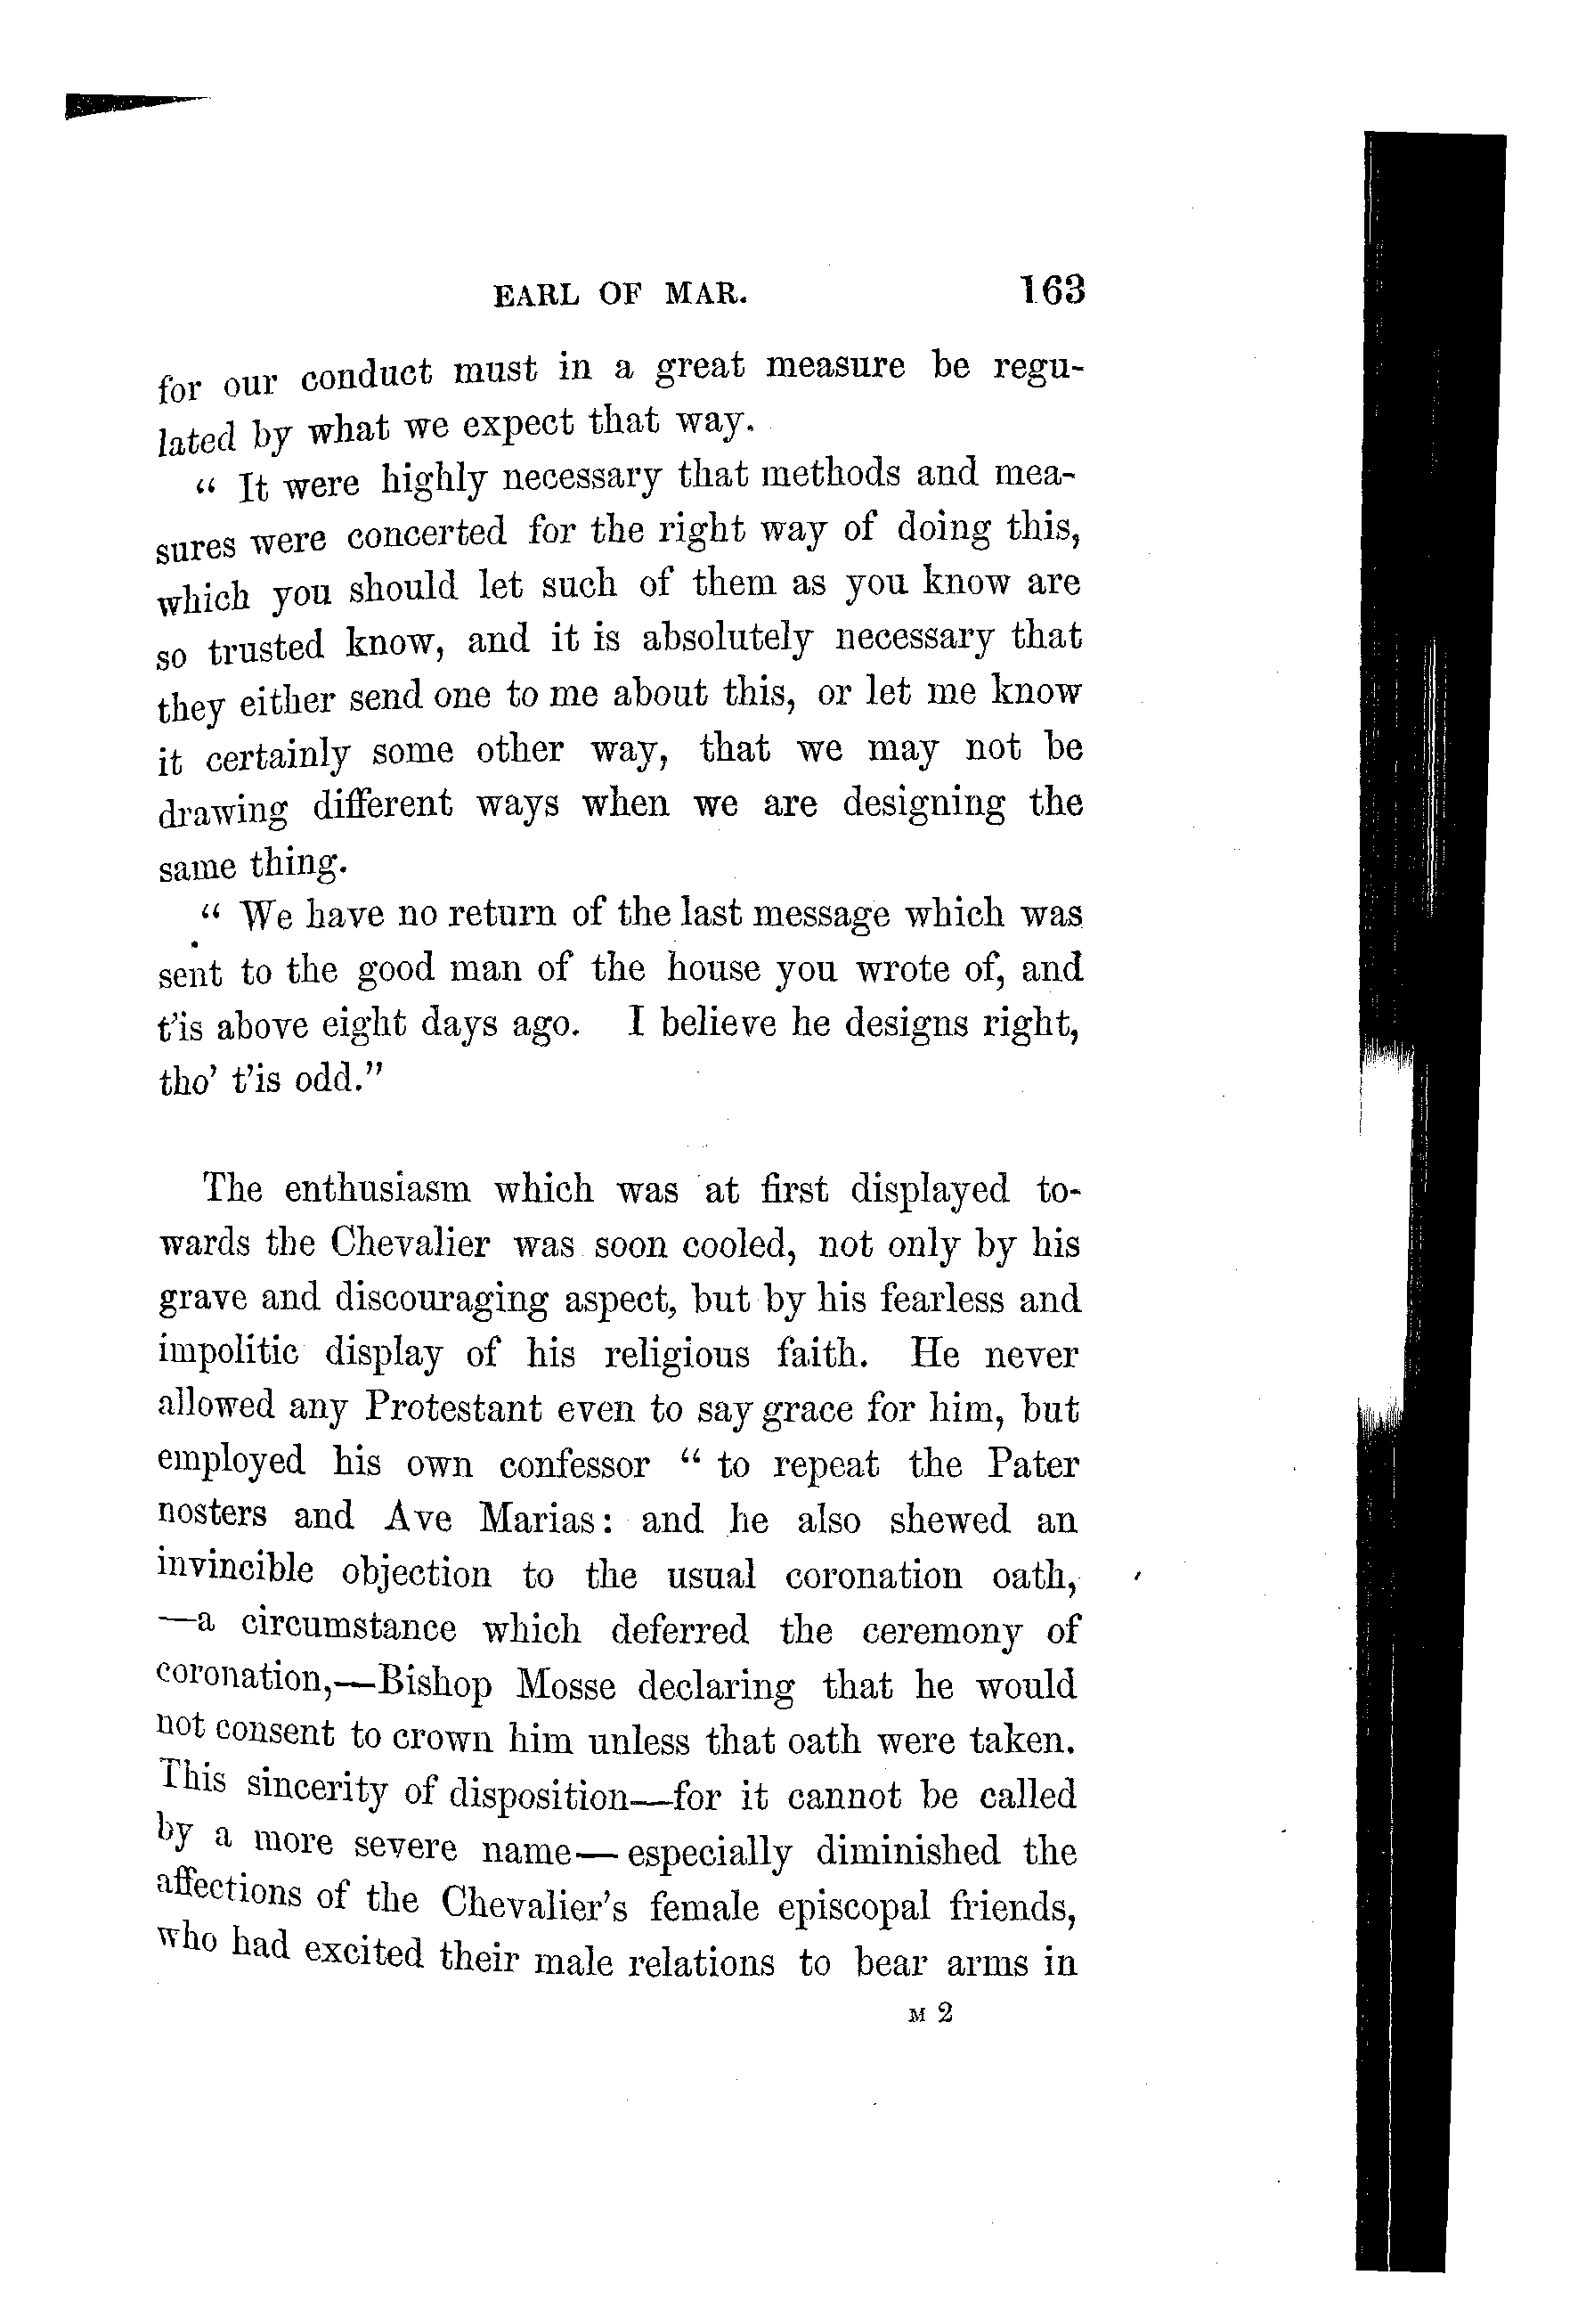 EARL OF MAR. 163
for our conduct must in a great measure be regu-
lated by what we expect that way.
“ It were highly necessary that methods and mea-
sures were concerted for the right way of doing this,
which you should let such of them as you know are
so trusted know, and it is absolutely necessary that
they either send one to me about this, or let me know
it certainly some other way, that we may not be
drawing different ways when we are designing the
same thing.
“ We have no return of the last message which was
sent to the good man of the house you wrote of, and
t’is above eight days ago. I believe he designs right,
tho’ t’is odd.”
The enthusiasm which was at first displayed to-
wards the Chevalier was soon cooled, not only by his
grave and discouraging aspect, but by his fearless and
impolitic display of his religious faith. He never
allowed any Protestant even to say grace for him, but
employed his own confessor “ to repeat the Pater
nosters and Ave Marias: and he also shewed an
invincible objection to the usual coronation oath,
—a circumstance which deferred the ceremony of
coronation,—Bishop Mosse declaring that he would
not consent to crown him unless that oath were taken.
This sincerity of disposition—for it cannot be called
by a more severe name— especially diminished the
affections of the Chevalier’s female episcopal friends,
who had excited their male relations to bear arms in
M 2